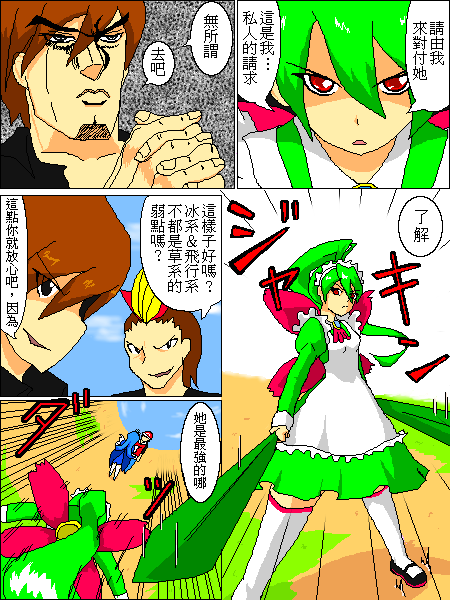 請由我
來對付她
這是我…
私人的請求
無所謂
去吧
了解
ジャキン
這樣子好嗎？
冰系＆飛行系
不都是草系的
弱點嗎？
這點你就放心吧，因為
她是最強的哪
ダッ